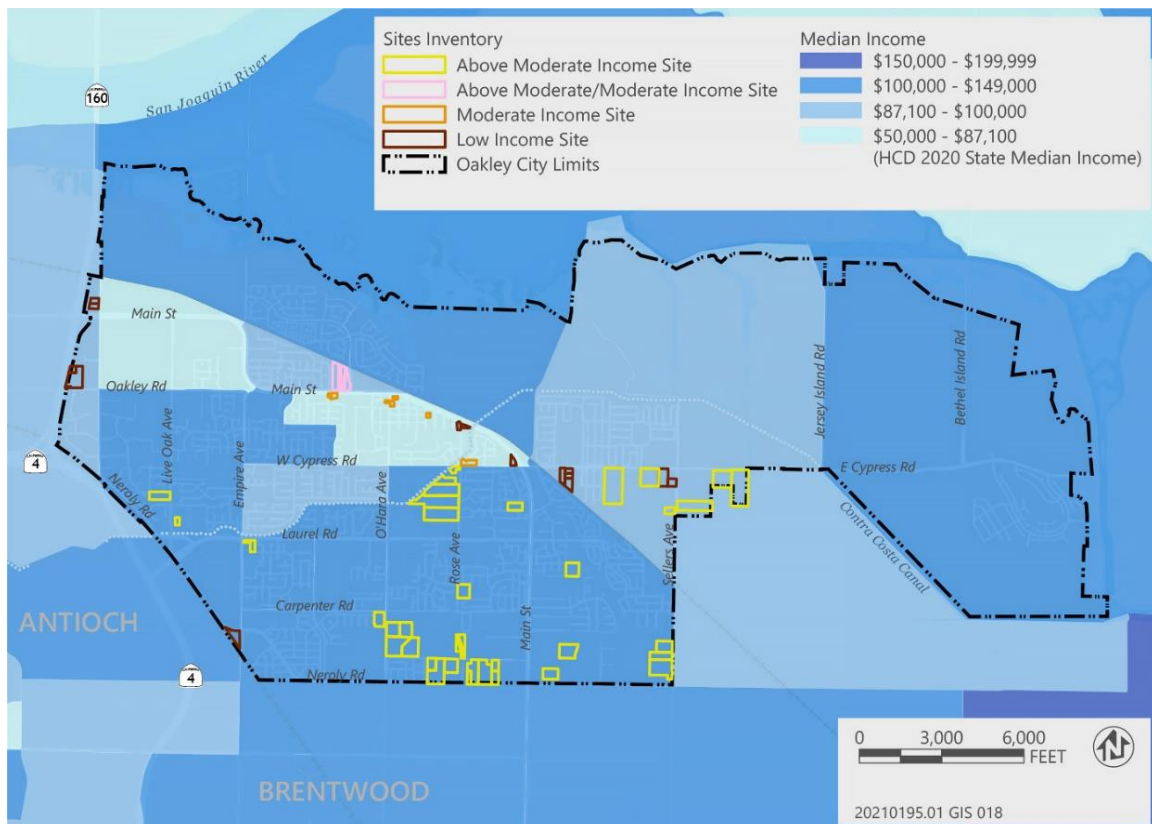 Sites Inventory
Above Moderate Income Site
Above Moderate/Moderate Income Site
Moderate Income Site
Low Income Site
Oakley City Limits
Median Income
$150,000 - $199,999
$100,000 - $149,000
$87,100 - $100,000
$50,000 - $87,100
(HCD 2020 State Median Income)
San Joaquin River
160
Main St
Oakley Rd
Main St
Jersey Island Rd
Bethel Island Rd
4
Live Oak Ave
Empire Ave
W Cypress Rd
E Cypress Rd
Neroly Rd
O'Hara Ave
Laurel Rd
Rose Ave
Sellers Ave
Contra Costa Canal
Carpenter Rd
Main St
ANTIOCH
4
Neroly Rd
BRENTWOOD
0 3,000 6,000
FEET
N
20210195.01 GIS 018